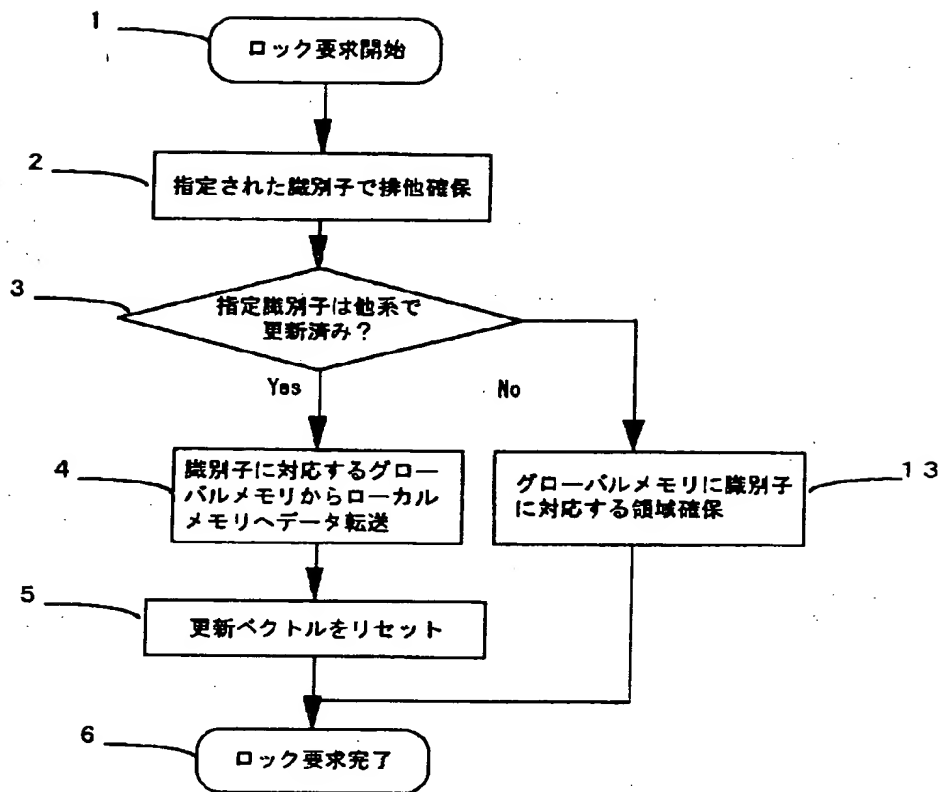 1
ロック要求開始
2
指定された識別子で排他確保
3
指定識別子は他系で
更新済み?
Yes
No
4
識別子に対応するグロー
バルメモリからローカル
メモリへデータ転送
13
グローバルメモリに識別子
に対応する領域確保
5
更新ベクトルをリセット
6
ロック要求完了